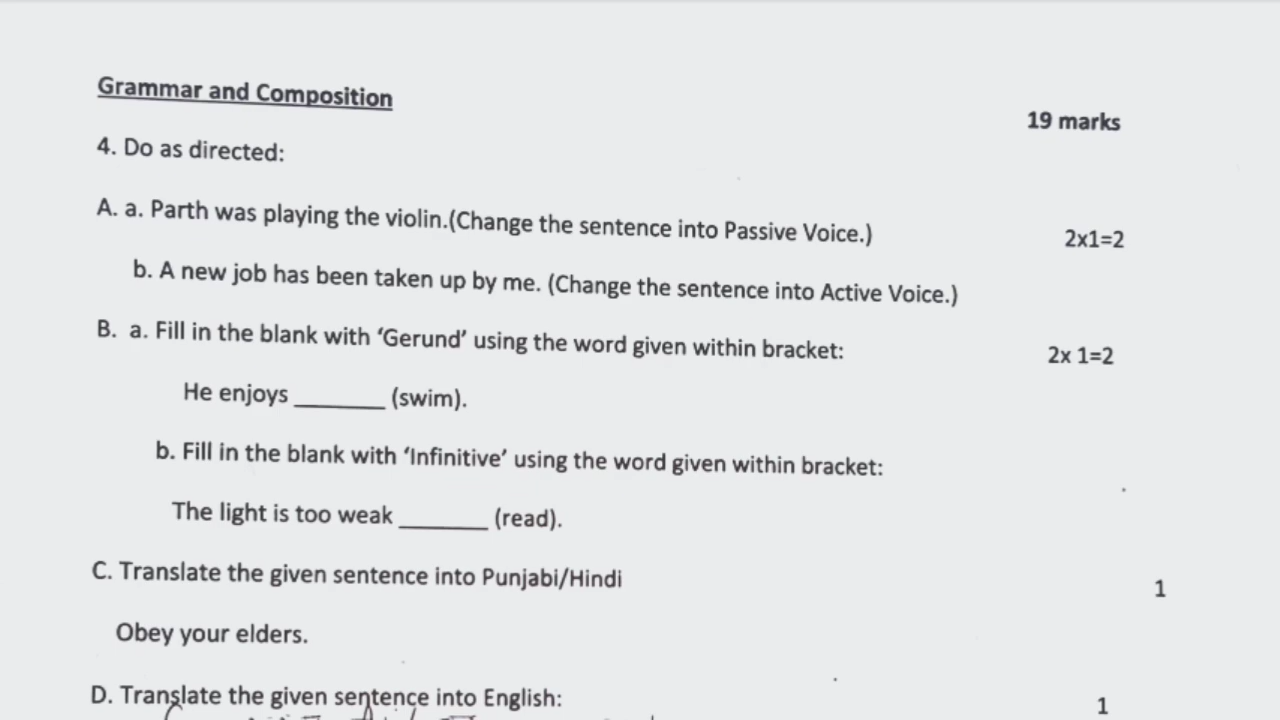 Grammar and Composition
19 marks
4. Do as directed:
A. a. Parth was playing the violin.(Change the sentence into Passive Voice.) 2x1=2
b. A new job has been taken up by me. (Change the sentence into Active Voice.)
B. a. Fill in the blank with ‘Gerund’ using the word given within bracket: 2x 1=2
He enjoys _______ (swim).
b. Fill in the blank with ‘Infinitive’ using the word given within bracket:
The light is too weak _______ (read).
C. Translate the given sentence into Punjabi/Hindi 1
Obey your elders.
D. Translate the given sentence into English: 1